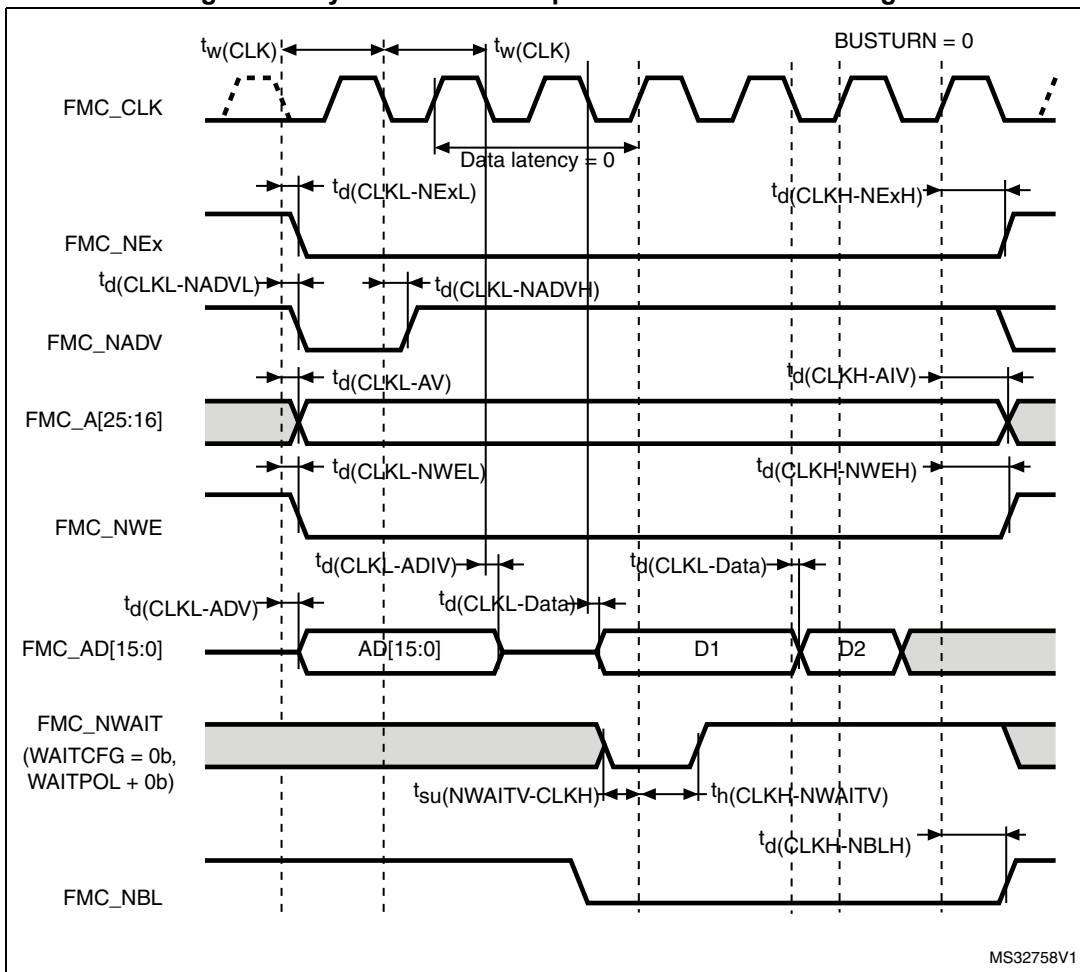 BUSTURN = 0
tw(CLK) tw(CLK)
FMC_CLK
Data latency = 0
td(CLKL-NExL) td(CLKH-NExH)
FMC_NEx
td(CLKL-NADVL) td(CLKL-NADVH)
FMC_NADV
td(CLKL-AV) td(CLKH-AIV)
FMC_A[25:16]
td(CLKL-NWEL) td(CLKH-NWEH)
FMC_NWE
td(CLKL-ADIV) td(CLKL-Data)
td(CLKL-ADV) td(CLKL-Data)
FMC_AD[15:0] AD[15:0] D1 D2
FMC_NWAIT
(WAITCFG = 0b,
WAITPOL + 0b)
tsu(NWAITV-CLKH) th(CLKH-NWAITV)
td(CLKH-NBLH)
FMC_NBL
MS32758V1